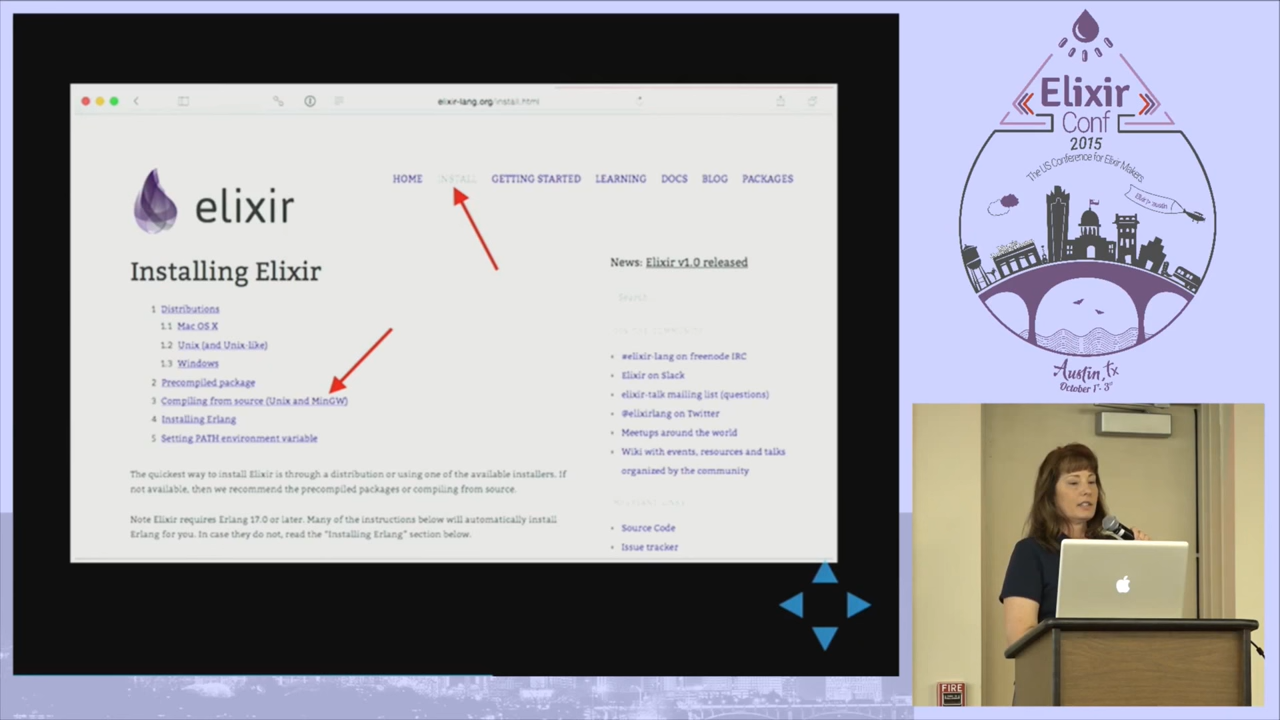 elixir-lang.org/install.html
HOME INSTALL GETTING STARTED LEARNING DOCS BLOG PACKAGES
elixir
Installing Elixir
1 Distributions
1.1 Mac OS X
1.2 Unix (and Unix-like)
1.3 Windows
2 Precompiled package
3 Compiling from source (Unix and MinGW)
4 Installing Erlang
5 Setting PATH environment variable
The quickest way to install Elixir is through a distribution or using one of the available installers. If
not available, then we recommend the precompiled packages or compiling from source.
Note Elixir requires Erlang 17.0 or later. Many of the instructions below will automatically install
Erlang for you. In case they do not, read the "Installing Erlang" section below.
News: Elixir v1.0 released
Search
#elixir-lang on freenode IRC
Elixir on Slack
elixir-talk mailing list (questions)
@elixirlang on Twitter
Meetups around the world
Wiki with events, resources and talks
organized by the community
Source Code
Issue tracker
Elixir
Conf
2015
The US Conference for Elixir Makers
Austin, Tx
October 1st - 3rd
FIRE